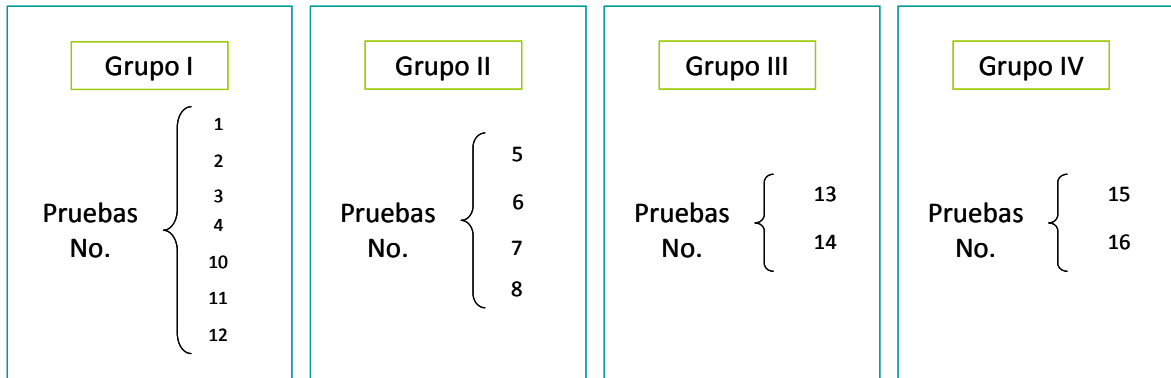 Grupo I
Pruebas
No.
1
2
3
4
10
11
12
Grupo II
Pruebas
No.
5
6
7
8
Grupo III
Pruebas
No.
13
14
Grupo IV
Pruebas
No.
15
16